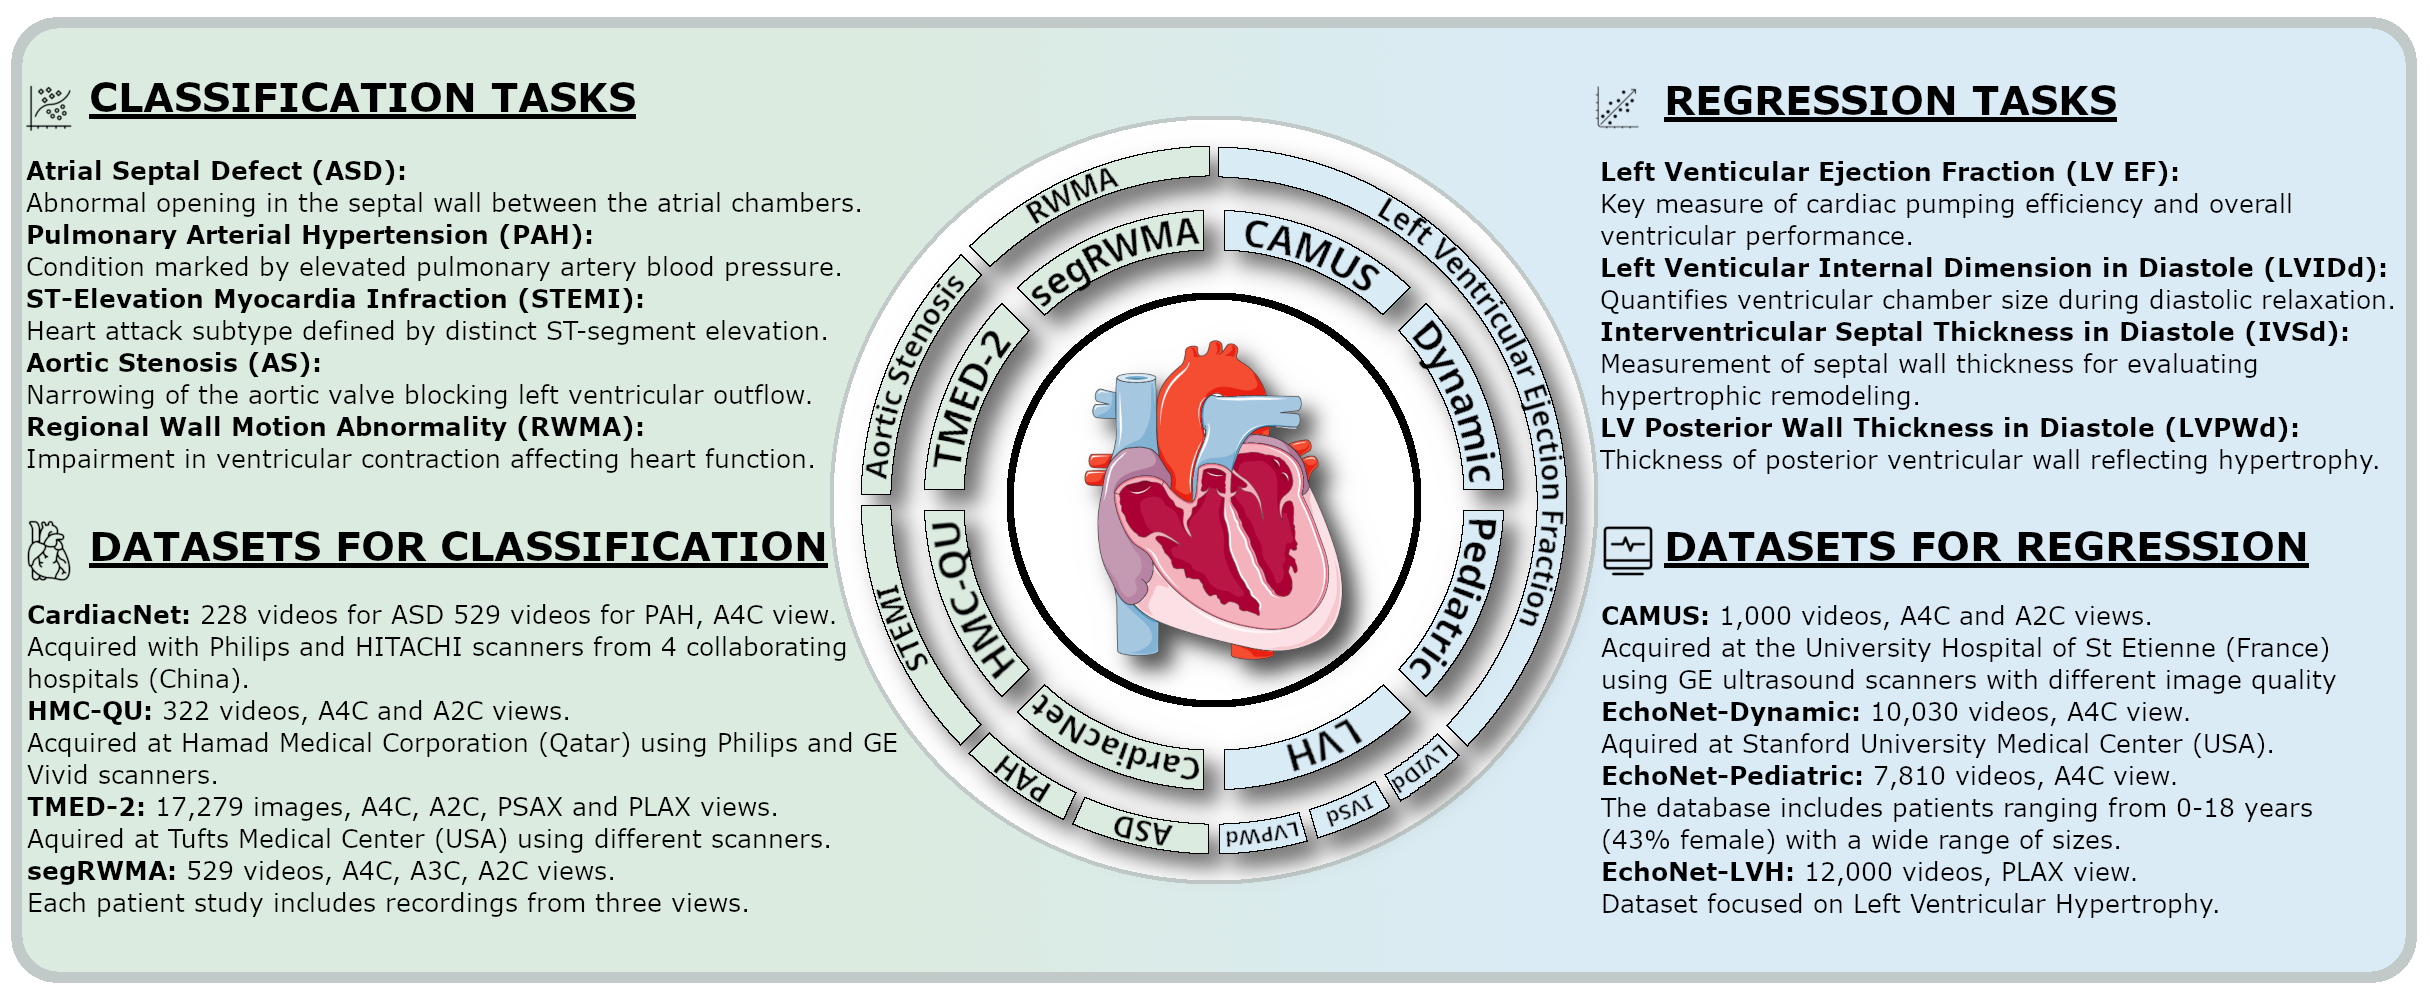 CLASSIFICATION TASKS
Atrial Septal Defect (ASD):
Abnormal opening in the septal wall between the atrial chambers.
Pulmonary Arterial Hypertension (PAH):
Condition marked by elevated pulmonary artery blood pressure.
ST-Elevation Myocardia Infraction (STEMI):
Heart attack subtype defined by distinct ST-segment elevation.
Aortic Stenosis (AS):
Narrowing of the aortic valve blocking left ventricular outflow.
Regional Wall Motion Abnormality (RWMA):
Impairment in ventricular contraction affecting heart function.
DATASETS FOR CLASSIFICATION
CardiacNet: 228 videos for ASD 529 videos for PAH, A4C view.
Acquired with Philips and HITACHI scanners from 4 collaborating
hospitals (China).
HMC-QU: 322 videos, A4C and A2C views.
Acquired at Hamad Medical Corporation (Qatar) using Philips and GE
Vivid scanners.
TMED-2: 17,279 images, A4C, A2C, PSAX and PLAX views.
Aquired at Tufts Medical Center (USA) using different scanners.
segRWMA: 529 videos, A4C, A3C, A2C views.
Each patient study includes recordings from three views.
RWMA
Aortic Stenosis
STEMI
PAH
ASD
LVPWd
IVSd
LVIDd
Left Ventricular Ejection Fraction
segRWMA
TMED-2
HMC-QU
CardiacNet
LVH
Pediatric
Dynamic
CAMUS
REGRESSION TASKS
Left Venticular Ejection Fraction (LV EF):
Key measure of cardiac pumping efficiency and overall
ventricular performance.
Left Venticular Internal Dimension in Diastole (LVIDd):
Quantifies ventricular chamber size during diastolic relaxation.
Interventricular Septal Thickness in Diastole (IVSd):
Measurement of septal wall thickness for evaluating
hypertrophic remodeling.
LV Posterior Wall Thickness in Diastole (LVPWd):
Thickness of posterior ventricular wall reflecting hypertrophy.
DATASETS FOR REGRESSION
CAMUS: 1,000 videos, A4C and A2C views.
Acquired at the University Hospital of St Etienne (France)
using GE ultrasound scanners with different image quality
EchoNet-Dynamic: 10,030 videos, A4C view.
Aquired at Stanford University Medical Center (USA).
EchoNet-Pediatric: 7,810 videos, A4C view.
The database includes patients ranging from 0-18 years
(43% female) with a wide range of sizes.
EchoNet-LVH: 12,000 videos, PLAX view.
Dataset focused on Left Ventricular Hypertrophy.